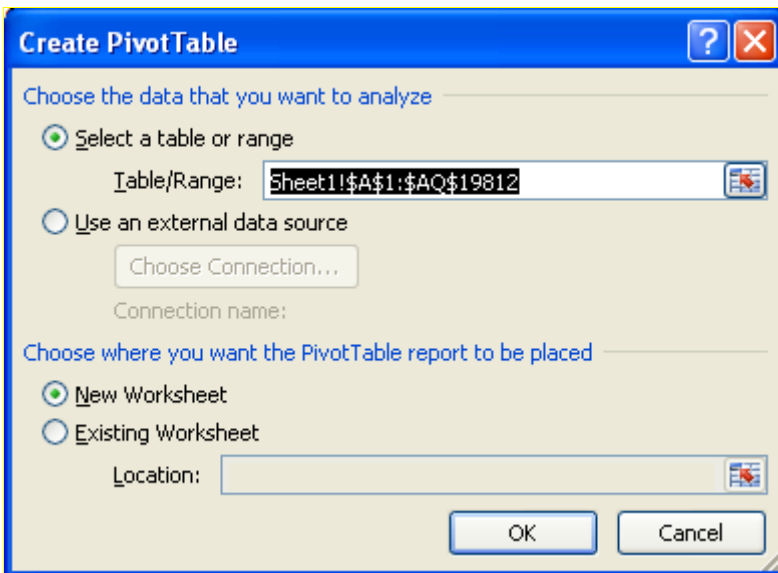 Create PivotTable
Choose the data that you want to analyze
Select a table or range
Table/Range: Sheet1!$A$1:$AQ$19812
Use an external data source
Choose Connection...
Connection name:
Choose where you want the PivotTable report to be placed
New Worksheet
Existing Worksheet
Location:
OK Cancel